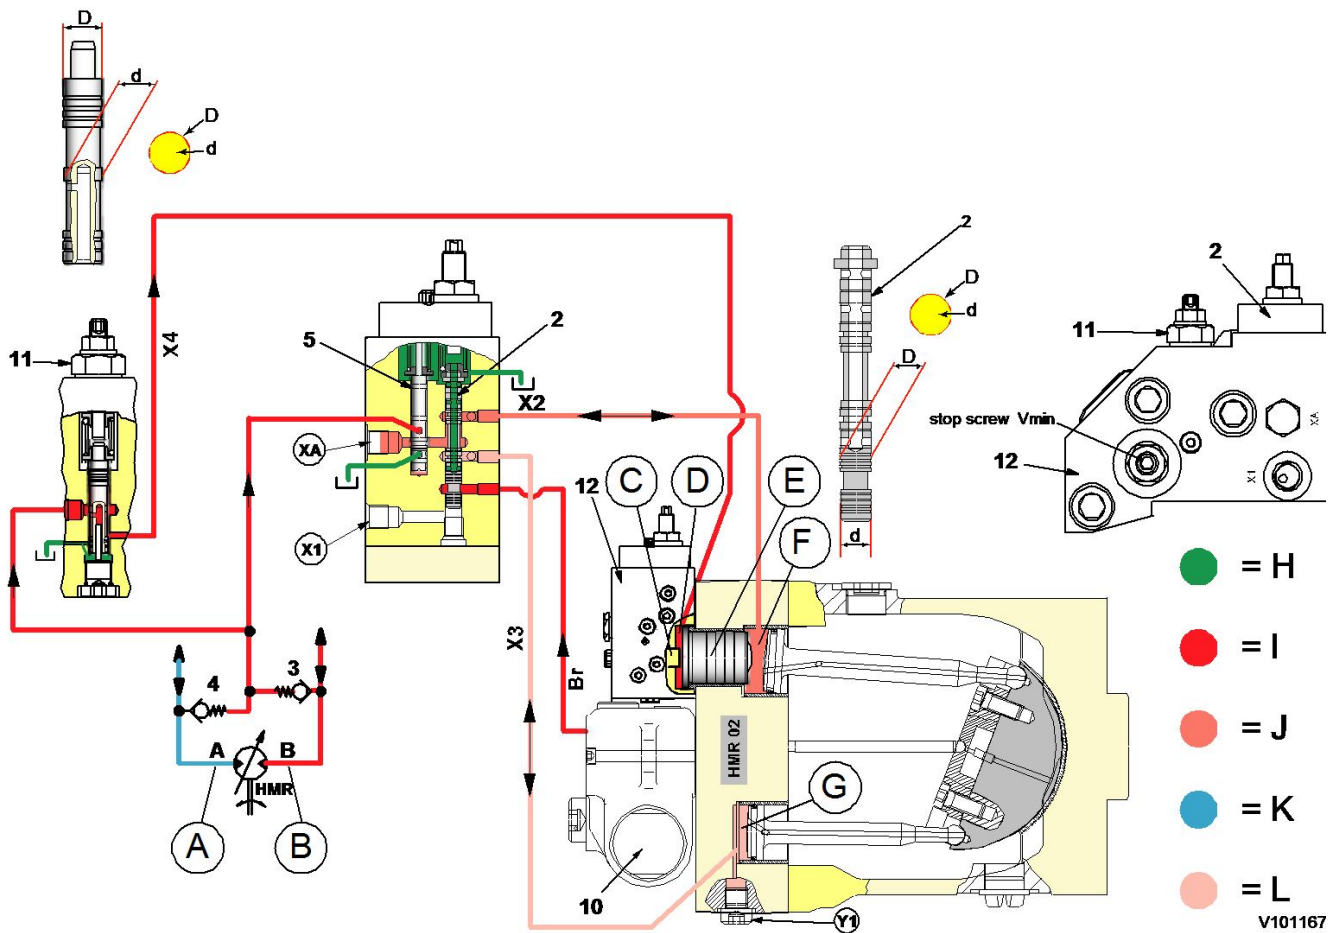 D
d
D
d
X4
11
5
2
X2
XA
X1
12
C
D
E
F
2
D
d
D
d
2
11
stop screw Vmin
12
XA
X1
= H
= I
= J
= K
= L
X3
Br
3
4
A
B
HMR
A
B
HMR 02
G
10
Y1
V101167